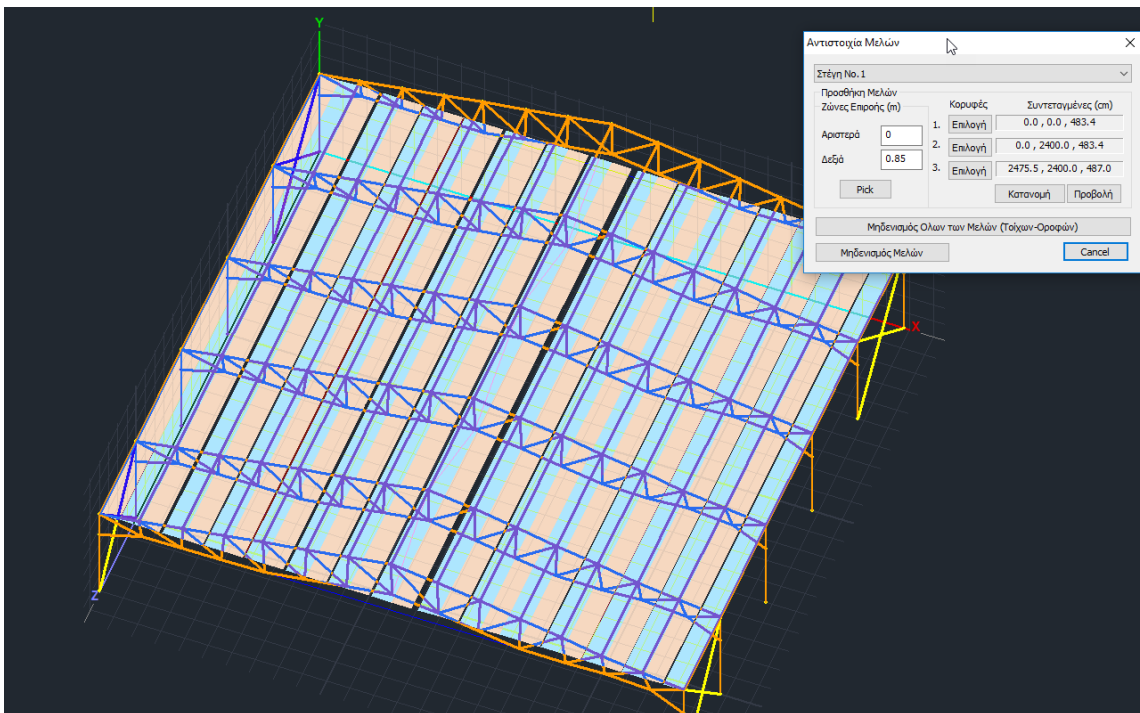 Y
X
Z
Αντιστοιχία Μελών
Στέγη No. 1
Προσθήκη Μελών
Ζώνες Επιροής (m)
Αριστερά 0
Δεξιά 0.85
Pick
Κορυφές Συντεταγμένες (cm)
1. Επιλογή 0.0 , 0.0 , 483.4
2. Επιλογή 0.0 , 2400.0 , 483.4
3. Επιλογή 2475.5 , 2400.0 , 487.0
Κατανομή Προβολή
Μηδενισμός Ολων των Μελών (Τοίχων-Οροφών)
Μηδενισμός Μελών Cancel